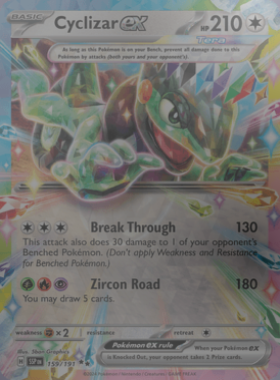 BASIC
Cyclizar ex HP 210
Tera
As long as this Pokémon is on your Bench, prevent all damage done to this
Pokémon by attacks (both yours and your opponent's).
Break Through 130
This attack also does 30 damage to 1 of your opponent's
Benched Pokémon. (Don't apply Weakness and Resistance
for Benched Pokémon.)
Zircon Road 180
You may draw 5 cards.
weakness × 2 resistance retreat
Pokémon ex rule
When your Pokémon ex
is Knocked Out, your opponent takes 2 Prize cards.
159/191